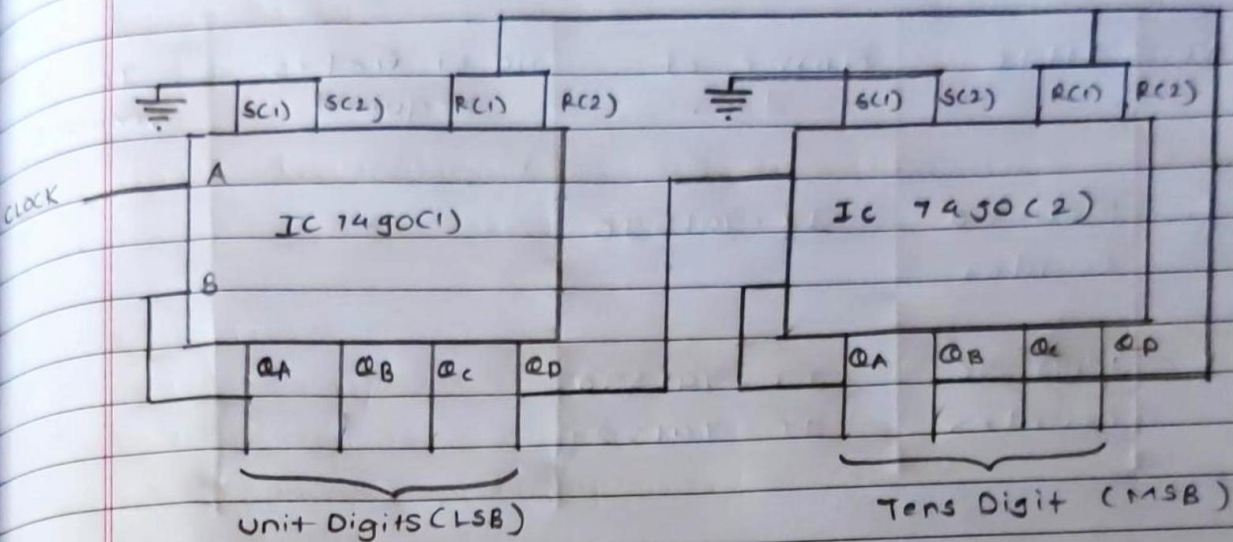 S(1) S(2) R(1) R(2) S(1) S(2) R(1) R(2)
A
CLOCK
IC 7490(1) IC 7490(2)
B
QA QB QC QD QA QB QC QD
Unit Digits (LSB) Tens Digit (MSB)